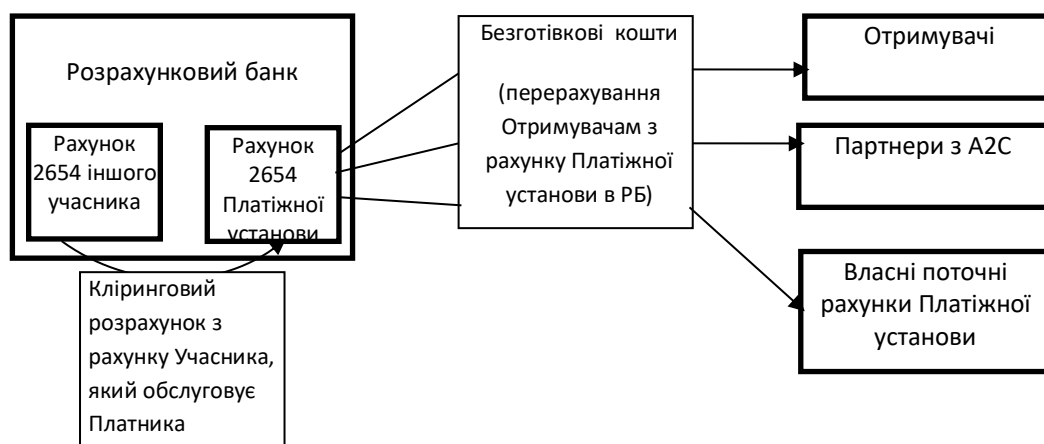 Розрахунковий банк
Рахунок
2654 іншого
учасника
Рахунок
2654
Платіжної
установи
Кліринговий
розрахунок з
рахунку Учасника,
який обслуговує
Платника
Безготівкові кошти
(перерахування
Отримувачам з
рахунку Платіжної
установи в РБ)
Отримувачі
Партнери з А2С
Власні поточні
рахунки Платіжної
установи